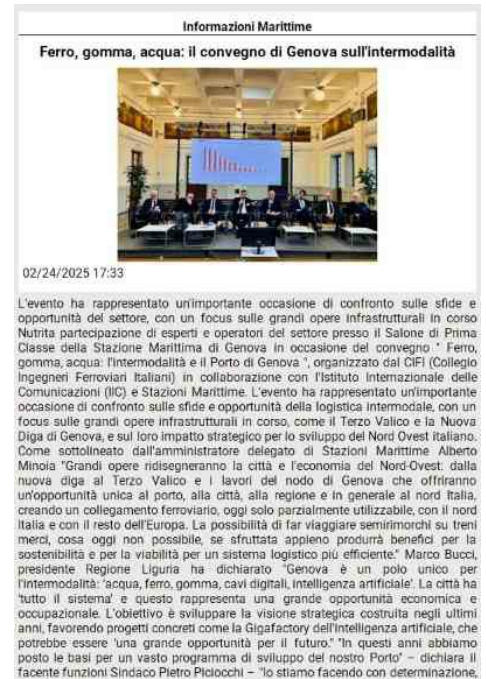 Informazioni Marittime
Ferro, gomma, acqua: il convegno di Genova sull'intermodalità
02/24/2025 17:33
L'evento ha rappresentato un'importante occasione di confronto sulle sfide e
opportunità del settore, con un focus sulle grandi opere infrastrutturali in corso
Nutrita partecipazione di esperti e operatori del settore presso il Salone di Prima
Classe della Stazione Marittima di Genova in occasione del convegno " Ferro,
gomma, acqua: l'intermodalità e il Porto di Genova ", organizzato dal CIFI (Collegio
Ingegneri Ferroviari Italiani) in collaborazione con l'Istituto Internazionale delle
Comunicazioni (IIC) e Stazioni Marittime. L'evento ha rappresentato un'importante
occasione di confronto sulle sfide e opportunità della logistica intermodale, con un
focus sulle grandi opere infrastrutturali in corso, come il Terzo Valico e la Nuova
Diga di Genova, e sul loro impatto strategico per lo sviluppo del Nord Ovest italiano.
Come sottolineato dall'amministratore delegato di Stazioni Marittime Alberto
Minoia "Grandi opere ridisegneranno la città e l'economia del Nord-Ovest: dalla
nuova diga al Terzo Valico e i lavori del nodo di Genova che offriranno
un'opportunità unica al porto, alla città, alla regione e in generale al nord Italia,
creando un collegamento ferroviario, oggi solo parzialmente utilizzabile, con il nord
Italia e con il resto dell'Europa. La possibilità di far viaggiare semirimorchi su treni
merci, cosa oggi non possibile, se sfruttata appieno produrrà benefici per la
sostenibilità e per la viabilità per un sistema logistico più efficiente." Marco Bucci,
presidente Regione Liguria ha dichiarato "Genova è un polo unico per
l'intermodalità: 'acqua, ferro, gomma, cavi digitali, intelligenza artificiale'. La città ha
'tutto il sistema' e questo rappresenta una grande opportunità economica e
occupazionale. L'obiettivo è sviluppare la visione strategica costruita negli ultimi
anni, favorendo progetti concreti come la Gigafactory dell'intelligenza artificiale, che
potrebbe essere 'una grande opportunità per il futuro." "In questi anni abbiamo
posto le basi per un vasto programma di sviluppo del nostro Porto" – dichiara il
facente funzioni Sindaco Pietro Piciocchi – "lo stiamo facendo con determinazione,